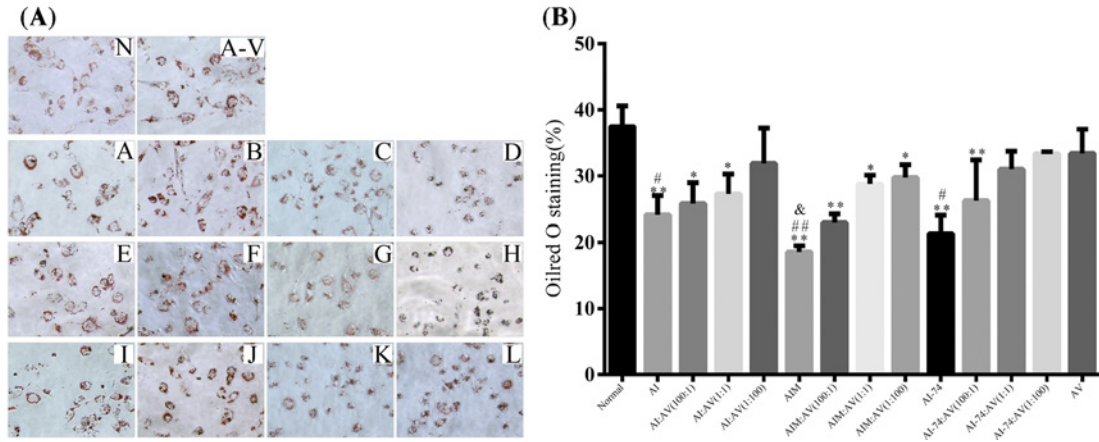 (A)
N
A-V
A
B
C
D
E
F
G
H
I
J
K
L
(B)
Oilred O staining(%)
50
40
30
20
10
0
#
**
*
*
&
##
**
**
*
*
#
**
**
Normal
AI
AI:AV(100:1)
AI:AV(1:1)
AI:AV(1:100)
AIM
AIM:AV(100:1)
AIM:AV(1:1)
AIM:AV(1:100)
AI-74
AI-74:AV(100:1)
AI-74:AV(1:1)
AI-74:AV(1:100)
AV